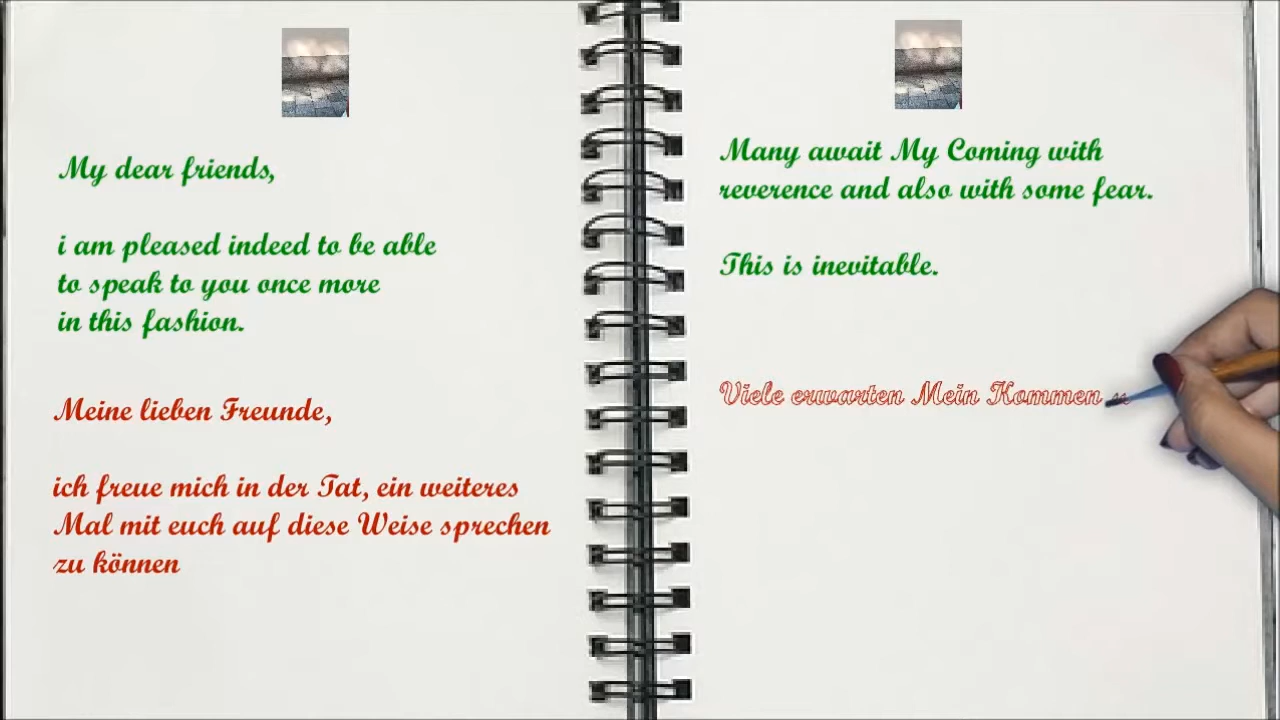 My dear friends,
i am pleased indeed to be able
to speak to you once more
in this fashion.
Meine lieben Freunde,
ich freue mich in der Tat, ein weiteres
Mal mit euch auf diese Weise sprechen
zu können
Many await My Coming with
reverence and also with some fear.
This is inevitable.
Viele erwarten Mein Kommen